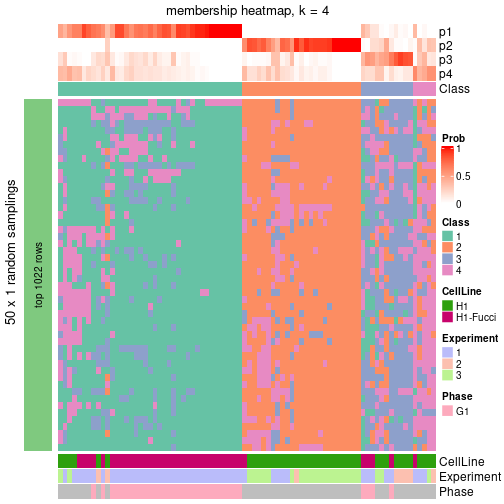 membership heatmap, k = 4
p1
p2
p3
p4
Class
50 x 1 random samplings
top 1022 rows
Prob
1
0.5
0
Class
1
2
3
4
CellLine
H1
H1-Fucci
Experiment
1
2
3
Phase
G1
CellLine
Experiment
Phase